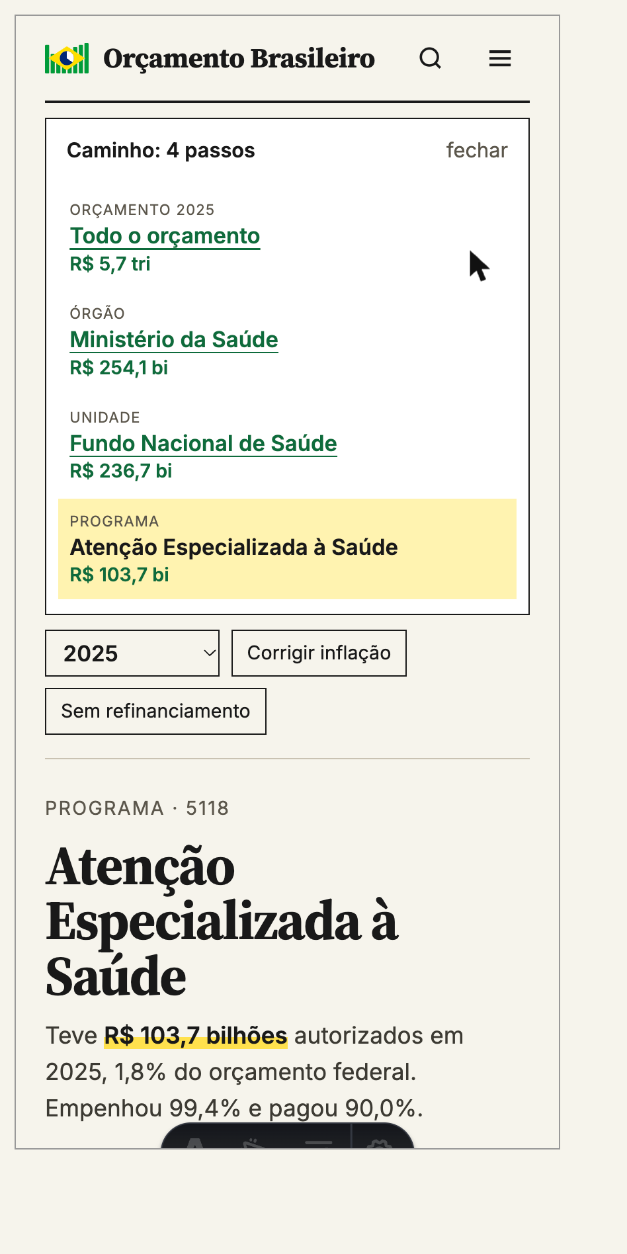 Orçamento Brasileiro
Caminho: 4 passos fechar
ORÇAMENTO 2025
Todo o orçamento
R$ 5,7 tri
ÓRGÃO
Ministério da Saúde
R$ 254,1 bi
UNIDADE
Fundo Nacional de Saúde
R$ 236,7 bi
PROGRAMA
Atenção Especializada à Saúde
R$ 103,7 bi
2025 Corrigir inflação
Sem refinanciamento
PROGRAMA · 5118
Atenção
Especializada à
Saúde
Teve R$ 103,7 bilhões autorizados em
2025, 1,8% do orçamento federal.
Empenhou 99,4% e pagou 90,0%.